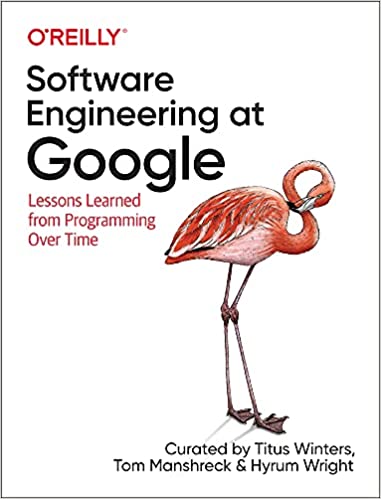 O'REILLY®
Software
Engineering at
Google
Lessons Learned
from Programming
Over Time
Curated by Titus Winters,
Tom Manshreck & Hyrum Wright